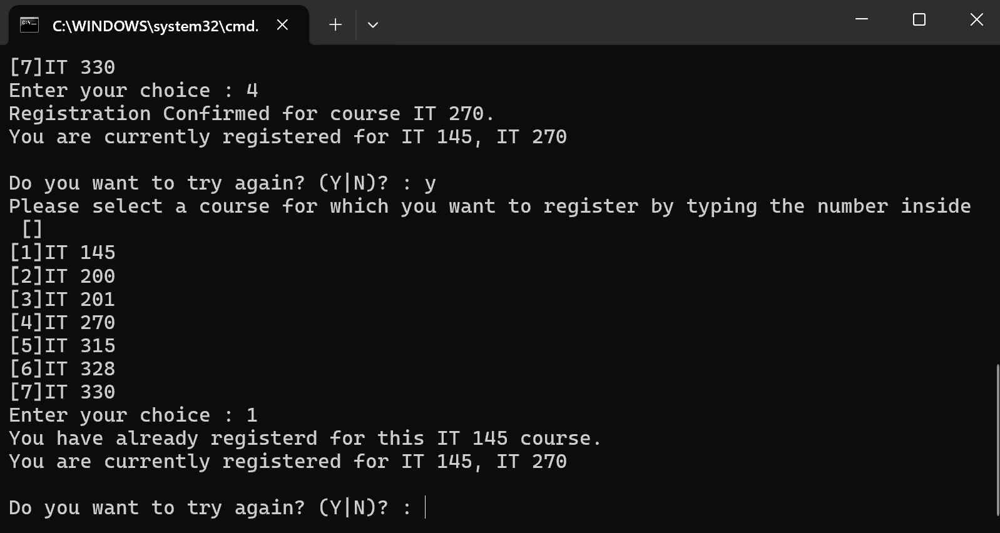 C:\WINDOWS\system32\cmd.
[7]IT 330
Enter your choice : 4
Registration Confirmed for course IT 270.
You are currently registered for IT 145, IT 270
Do you want to try again? (Y|N)? : y
Please select a course for which you want to register by typing the number inside
 []
[1]IT 145
[2]IT 200
[3]IT 201
[4]IT 270
[5]IT 315
[6]IT 328
[7]IT 330
Enter your choice : 1
You have already registerd for this IT 145 course.
You are currently registered for IT 145, IT 270
Do you want to try again? (Y|N)? :